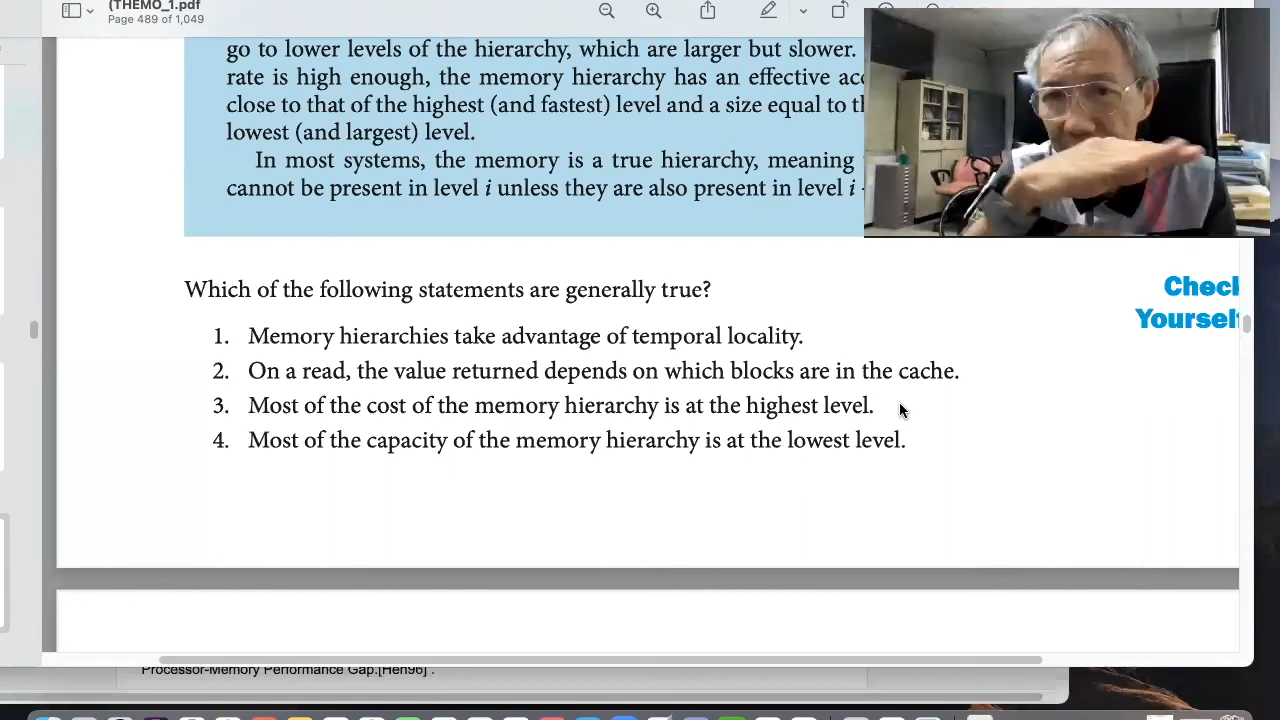 (THEMO_1.pdf
Page 489 of 1,049
go to lower levels of the hierarchy, which are larger but slower.
rate is high enough, the memory hierarchy has an effective acc
close to that of the highest (and fastest) level and a size equal to th
lowest (and largest) level.
In most systems, the memory is a true hierarchy, meaning
cannot be present in level i unless they are also present in level i
Which of the following statements are generally true?
Check
Yourself
1. Memory hierarchies take advantage of temporal locality.
2. On a read, the value returned depends on which blocks are in the cache.
3. Most of the cost of the memory hierarchy is at the highest level.
4. Most of the capacity of the memory hierarchy is at the lowest level.
Processor-Memory Performance Gap.[Hen96] .